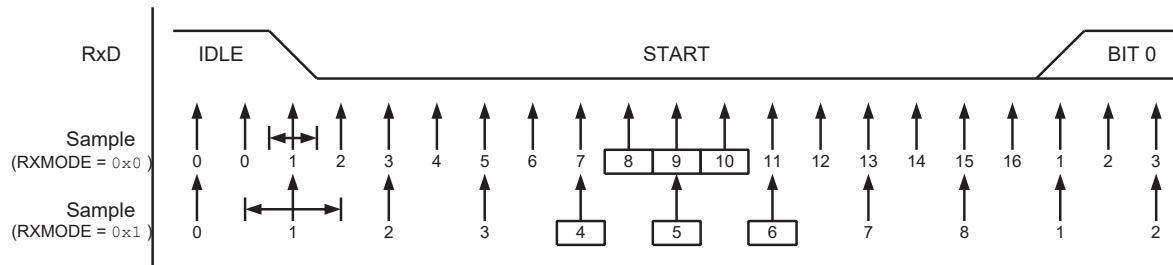 RxD IDLE START BIT 0
Sample
(RXMODE = 0x0 ) 0 0 1 2 3 4 5 6 7 8 9 10 11 12 13 14 15 16 1 2 3
Sample
(RXMODE = 0x1 ) 0 1 2 3 4 5 6 7 8 1 2